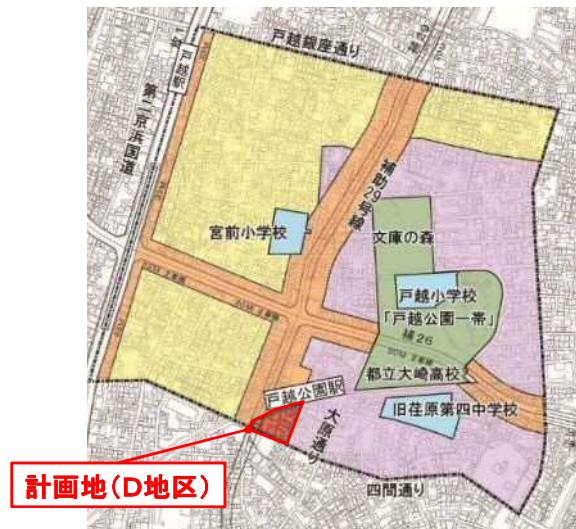 戸越銀座通り
戸越駅
第二京浜国道
補助29号線
宮前小学校
文庫の森
戸越小学校
「戸越公園一帯」
補26
都立大崎高校
戸越公園駅
旧荏原第四中学校
大原通り
四間通り
計画地(D地区)